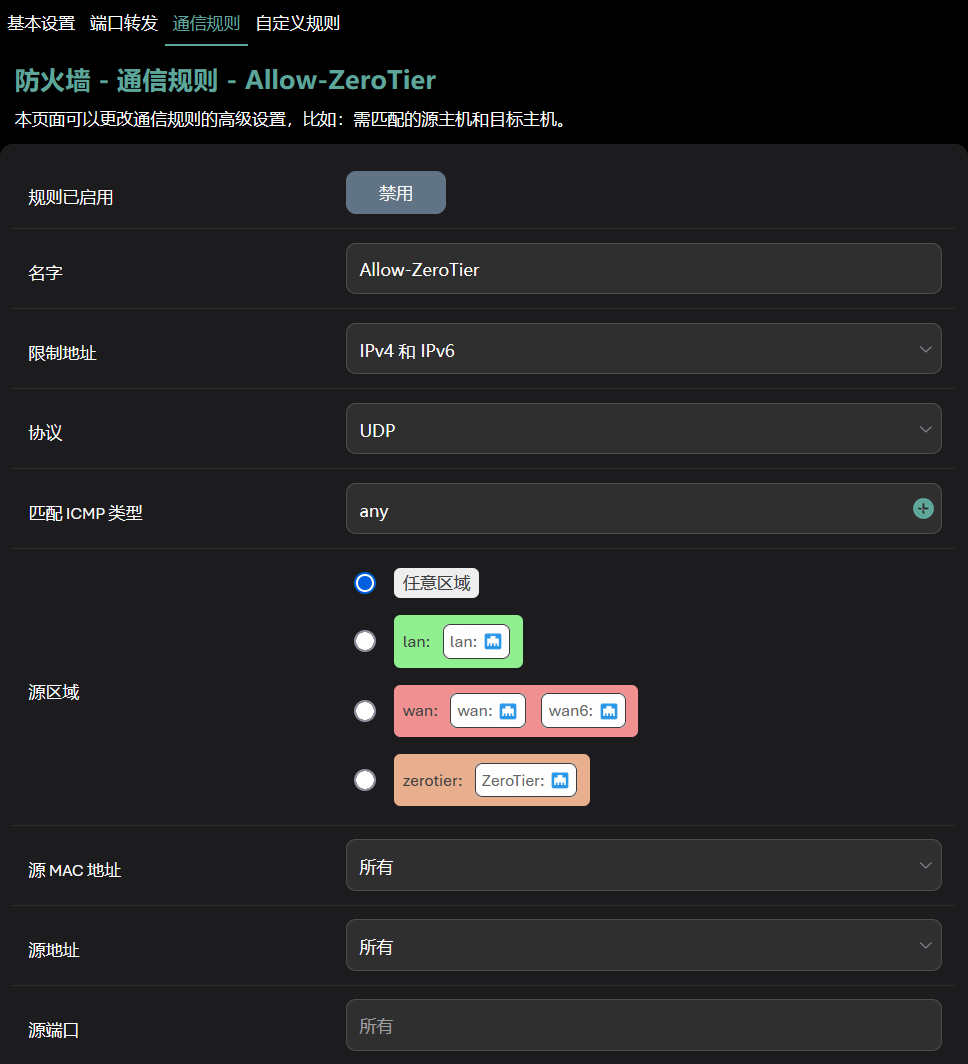 基本设置 端口转发 通信规则 自定义规则
防火墙 - 通信规则 - Allow-ZeroTier
本页面可以更改通信规则的高级设置，比如：需匹配的源主机和目标主机。
规则已启用 禁用
名字 Allow-ZeroTier
限制地址 IPv4 和 IPv6
协议 UDP
匹配 ICMP 类型 any
源区域
任意区域
lan: lan:
wan: wan: wan6:
zerotier: ZeroTier:
源 MAC 地址 所有
源地址 所有
源端口 所有